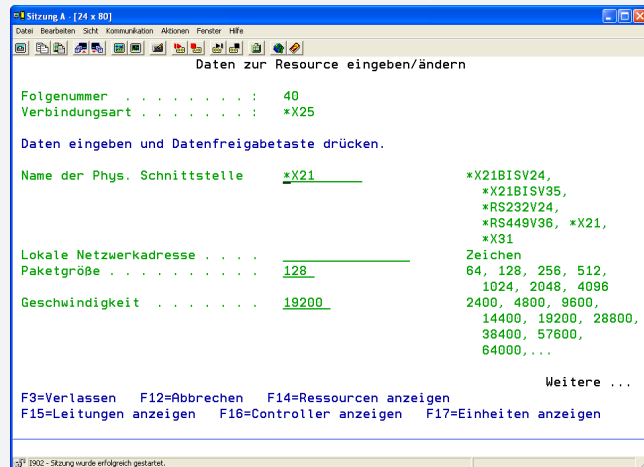 Sitzung A - [24 x 80]
Datei Bearbeiten Sicht Kommunikation Aktionen Fenster Hilfe
Daten zur Resource eingeben/ändern
Folgenummer . . . . . . . . : 40
Verbindungsart . . . . . . . : *X25
Daten eingeben und Datenfreigabetaste drücken.
Name der Phys. Schnittstelle *X21 *X21BISV24,
*X21BISV35,
*RS232V24,
*RS449V36, *X21,
*X31
Lokale Netzwerkadresse . . . . Zeichen
Paketgröße . . . . . . . . . . 128 64, 128, 256, 512,
1024, 2048, 4096
Geschwindigkeit . . . . . . . 19200 2400, 4800, 9600,
14400, 19200, 28800,
38400, 57600,
64000,...
Weitere ...
F3=Verlassen F12=Abbrechen F14=Ressourcen anzeigen
F15=Leitungen anzeigen F16=Controller anzeigen F17=Einheiten anzeigen
I902 - Sitzung wurde erfolgreich gestartet.